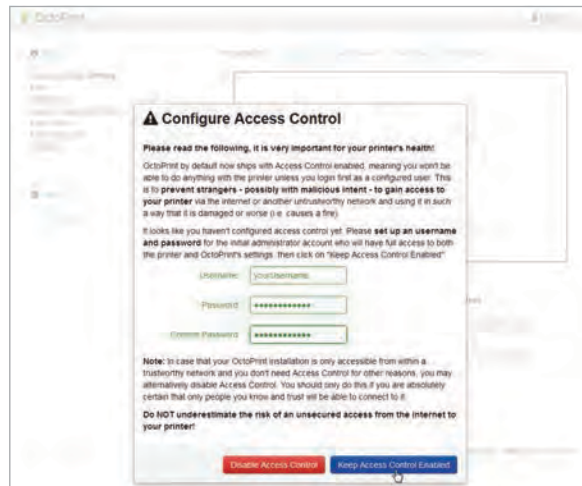 OctoPrint
Configure Access Control
Please read the following, it is very important for your printer's health!
OctoPrint by default now ships with Access Control enabled, meaning you won't be
able to do anything with the printer unless you login first as a configured user. This
is to prevent strangers - possibly with malicious intent - to gain access to
your printer via the internet or another untrustworthy network and using it in such
a way that it is damaged or worse (i.e. causes a fire).
It looks like you haven't configured access control yet. Please set up an username
and password for the initial administrator account who will have full access to both
the printer and OctoPrint's settings, then click on "Keep Access Control Enabled"
Username yourUsername
Password
Confirm Password
Note: In case that your OctoPrint installation is only accessible from within a
trustworthy network and you don't need Access Control for other reasons, you may
alternatively disable Access Control. You should only do this if you are absolutely
certain that only people you know and trust will be able to connect to it.
Do NOT underestimate the risk of an unsecured access from the internet to
your printer!
Disable Access Control Keep Access Control Enabled